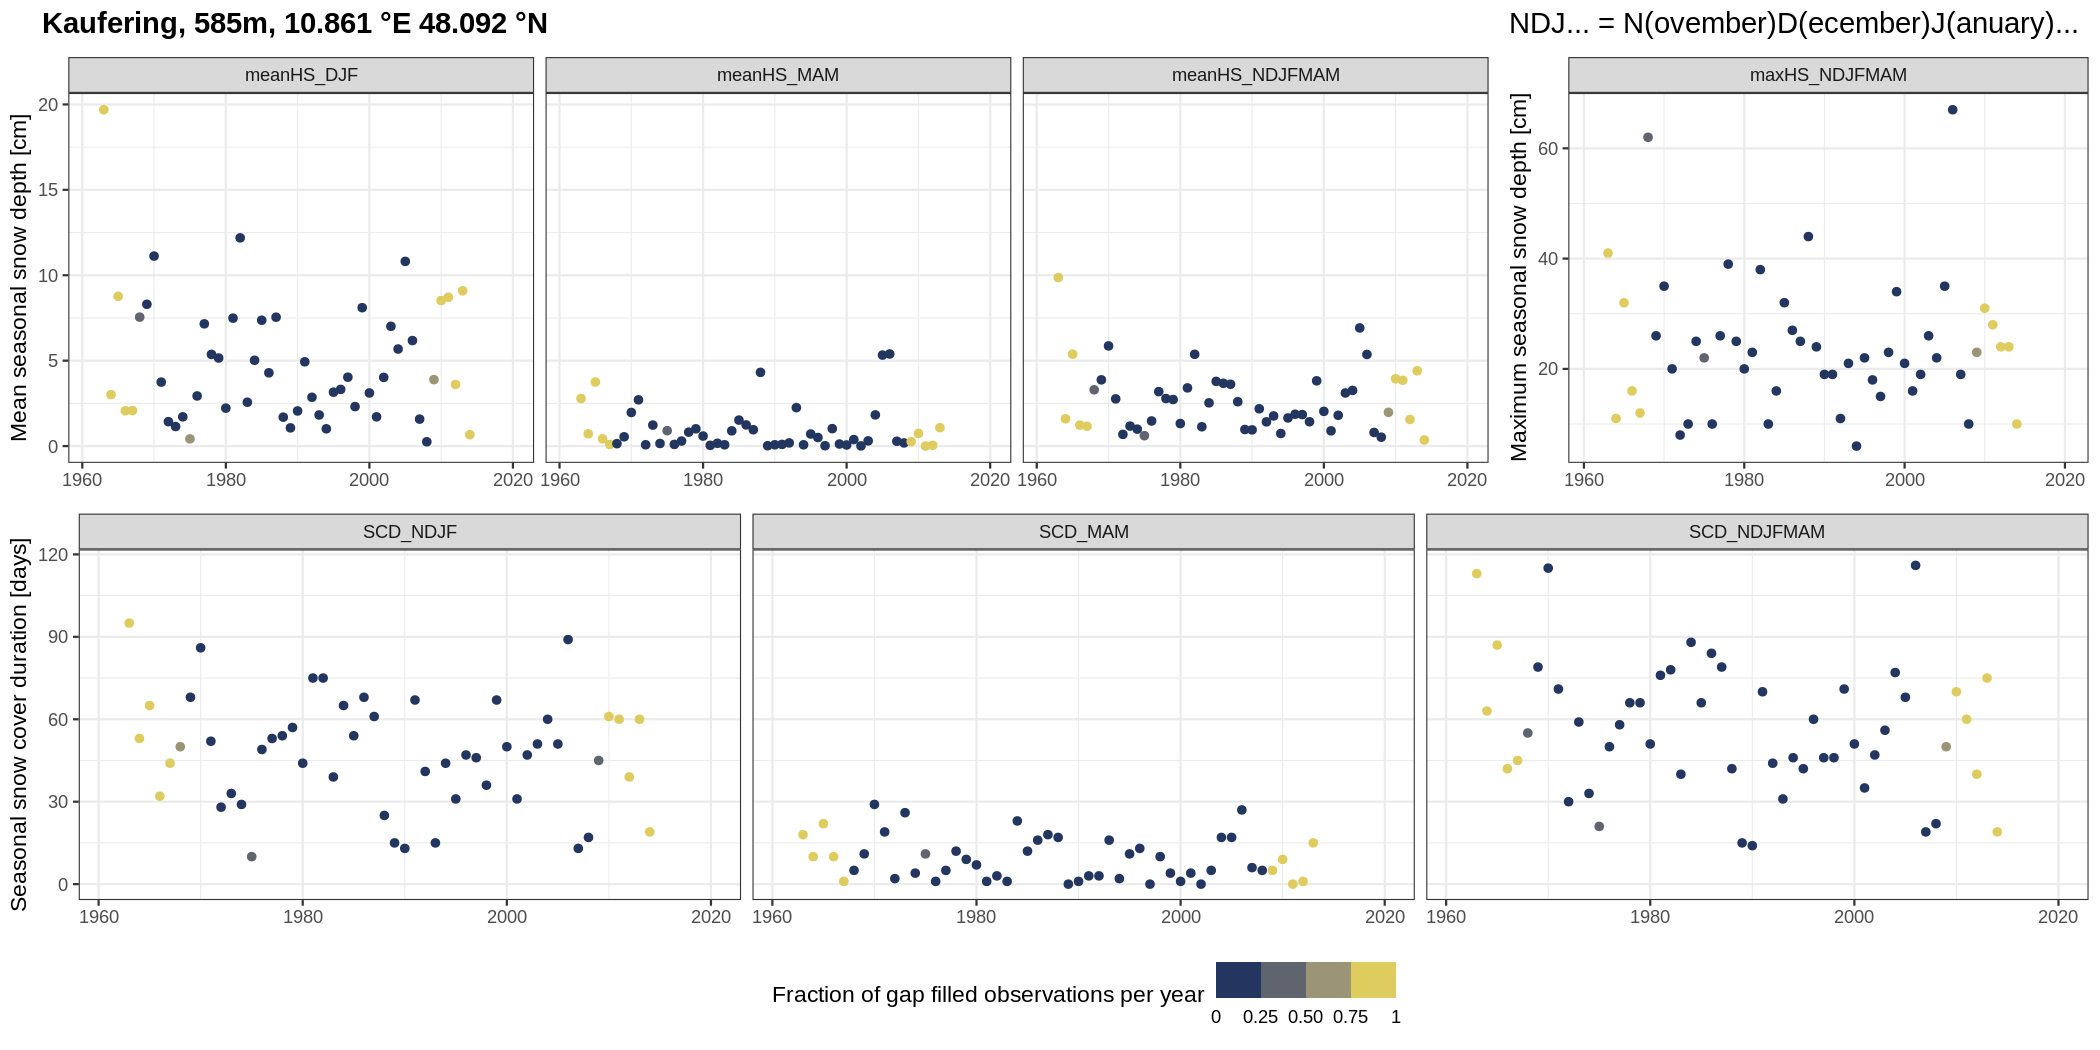 Kaufering, 585m, 10.861 °E 48.092 °N
NDJ... = N(ovember)D(ecember)J(anuary)...
meanHS_DJF
meanHS_MAM
meanHS_NDJFMAM
maxHS_NDJFMAM
Mean seasonal snow depth [cm]
20
15
10
5
0
1960 1980 2000 2020
1960 1980 2000 2020
1960 1980 2000 2020
Maximum seasonal snow depth [cm]
60
40
20
1960 1980 2000 2020
SCD_NDJF
SCD_MAM
SCD_NDJFMAM
Seasonal snow cover duration [days]
120
90
60
30
0
1960 1980 2000 2020
1960 1980 2000 2020
1960 1980 2000 2020
Fraction of gap filled observations per year
0 0.25 0.50 0.75 1